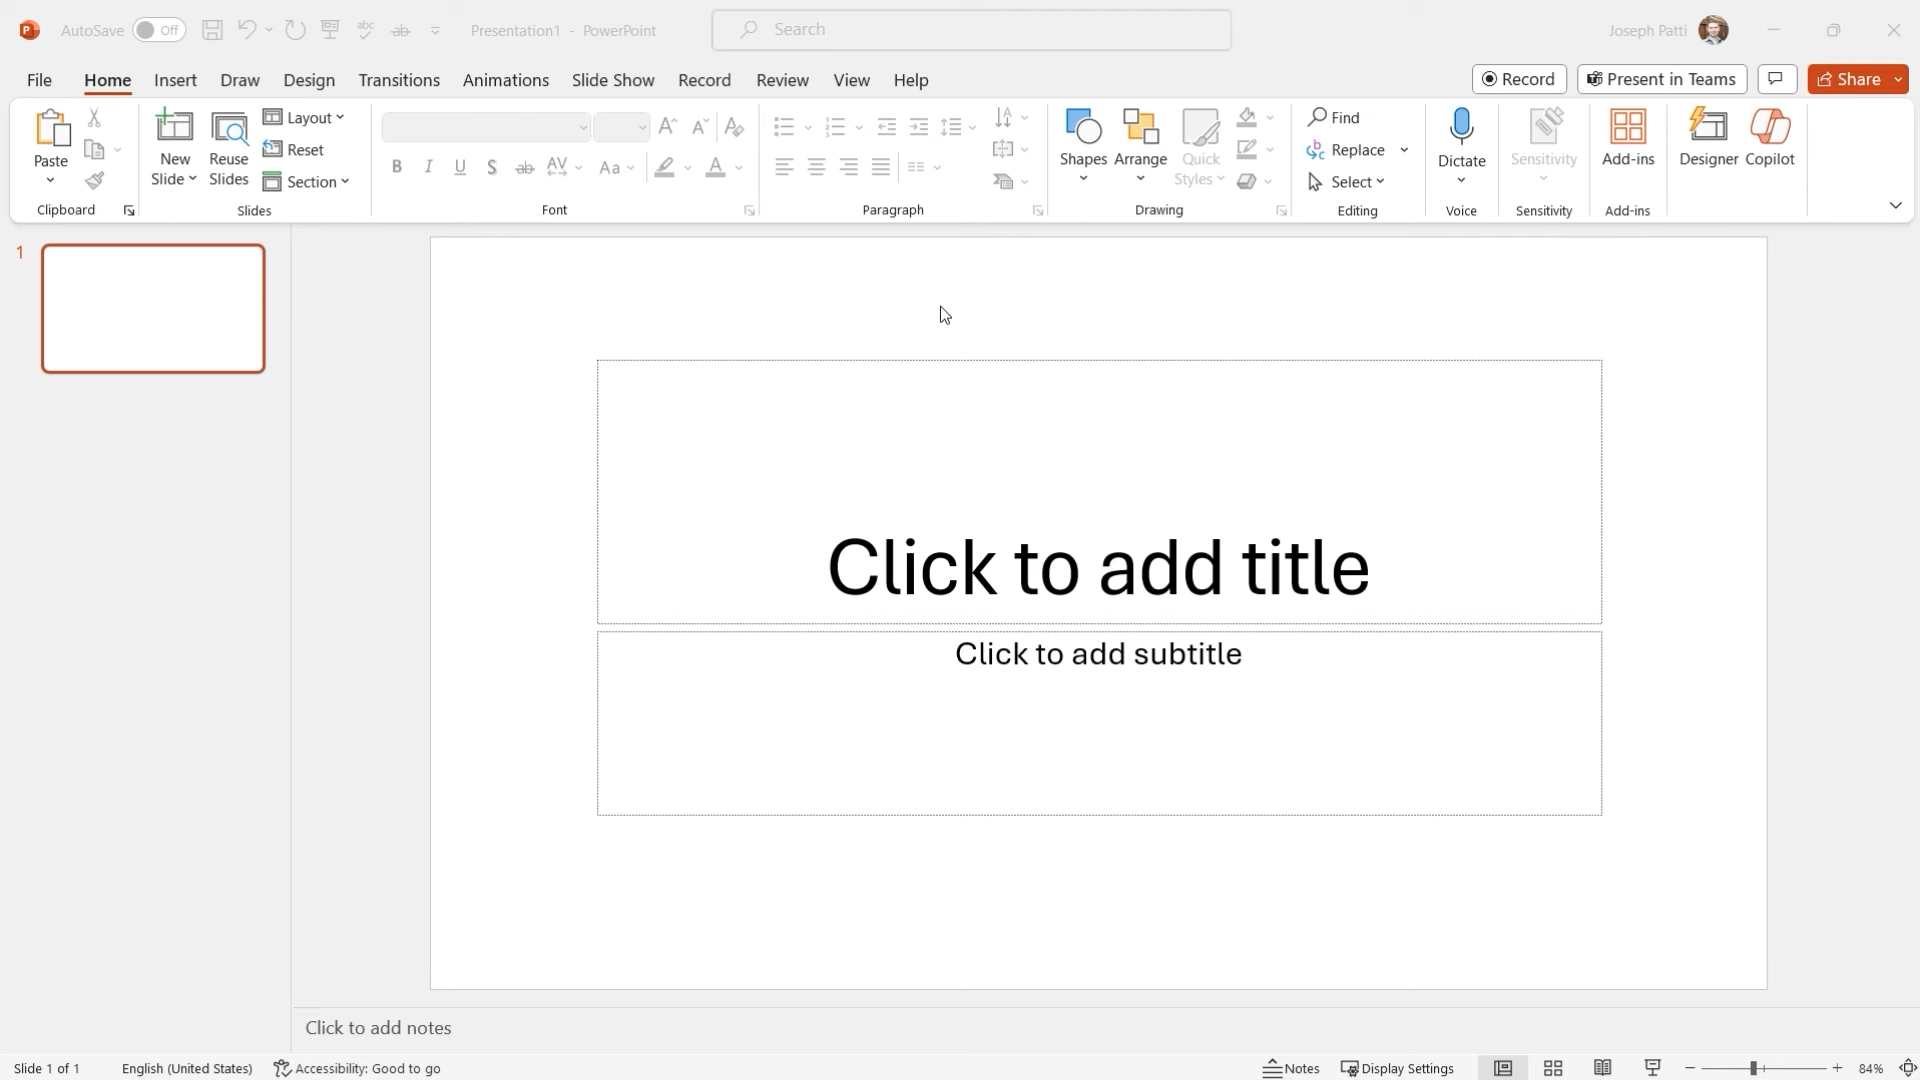 AutoSave Off Presentation1 - PowerPoint Search Joseph Patti
File Home Insert Draw Design Transitions Animations Slide Show Record Review View Help Record Present in Teams Share
Paste
Clipboard
New
Slide
Reuse
Slides
Layout
Reset
Section
Slides
B I U S ab AV Aa A
Font
Paragraph
Shapes
Arrange
Quick
Styles
Drawing
Find
Replace
Select
Editing
Dictate
Voice
Sensitivity
Sensitivity
Add-ins
Add-ins
Designer
Copilot
1
Click to add title
Click to add subtitle
Click to add notes
Slide 1 of 1 English (United States) Accessibility: Good to go Notes Display Settings 84%